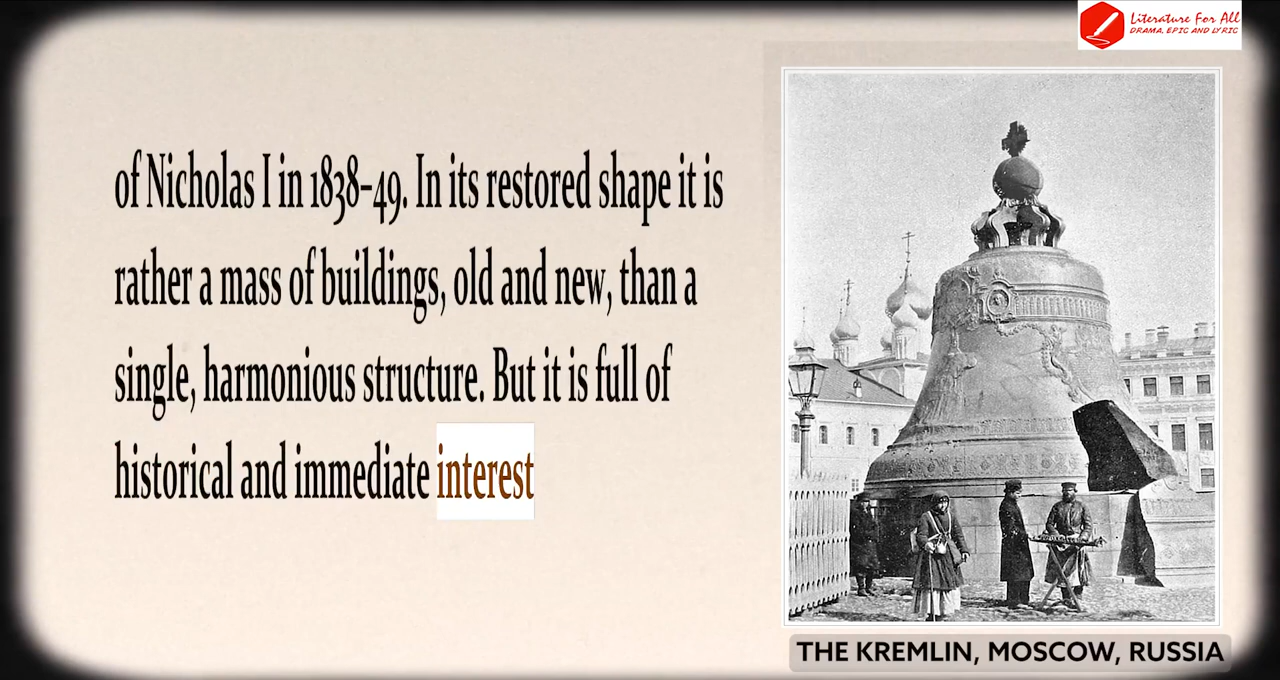 Literature For All
DRAMA, EPIC AND LYRIC
of Nicholas I in 1838–49. In its restored shape it is
rather a mass of buildings, old and new, than a
single, harmonious structure. But it is full of
historical and immediate interest
THE KREMLIN, MOSCOW, RUSSIA